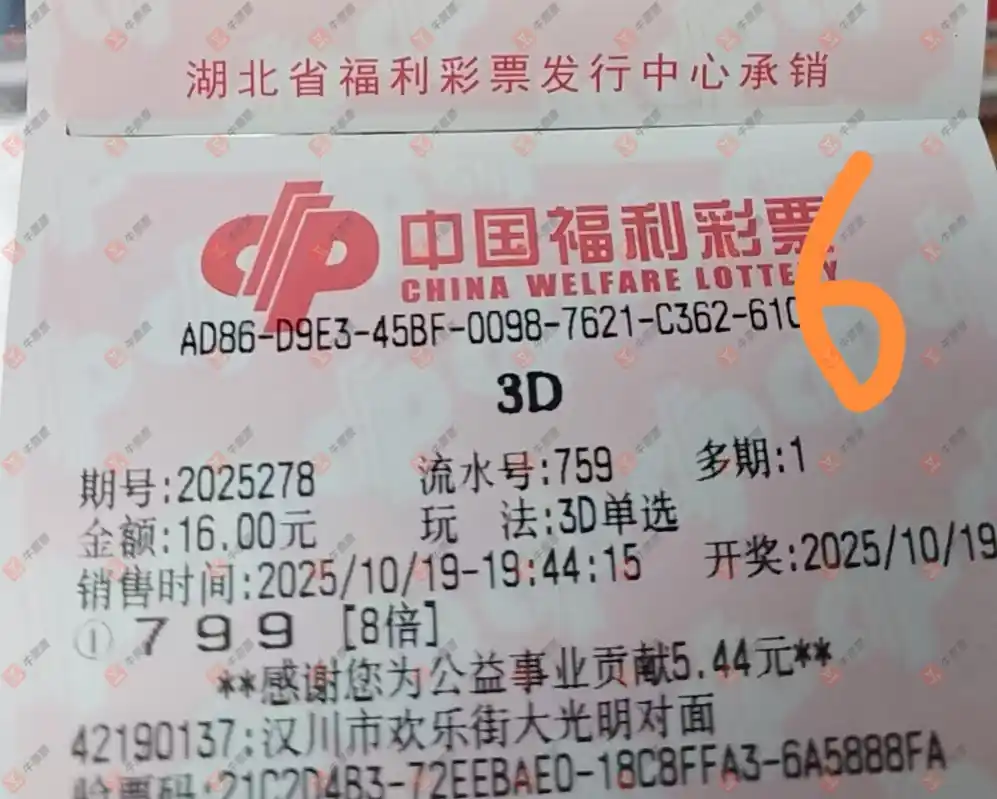 湖北省福利彩票发行中心承销
中国福利彩票
CHINA WELFARE LOTTERY
AD86-D9E3-45BF-0098-7621-C362-610
6
3D
期号:2025278 流水号:759 多期:1
金额:16.00元 玩 法:3D单选
销售时间:2025/10/19-19:44:15 开奖:2025/10/19
① 7 9 9 [8倍]
**感谢您为公益事业贡献5.44元**
42190137:汉川市欢乐街大光明对面
验票码:21C2D4B3-72EEBAE0-18C8FFA3-6A5888FA